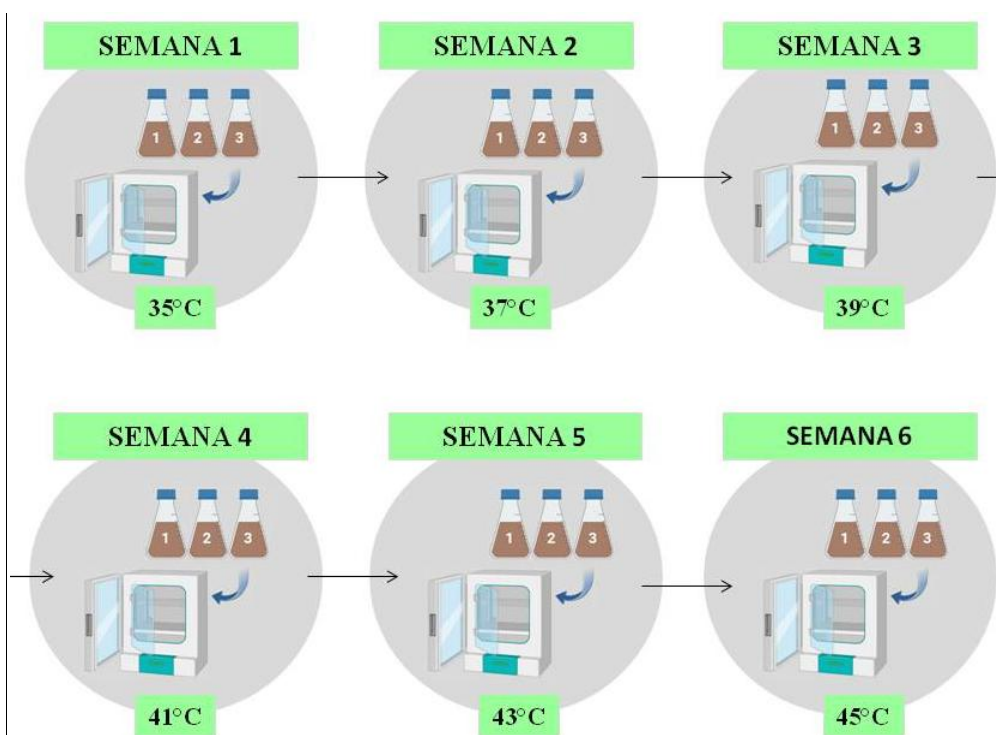 SEMANA 1
SEMANA 2
SEMANA 3
1 2 3
1 2 3
1 2 3
35°C
37°C
39°C
SEMANA 4
SEMANA 5
SEMANA 6
1 2 3
1 2 3
1 2 3
41°C
43°C
45°C